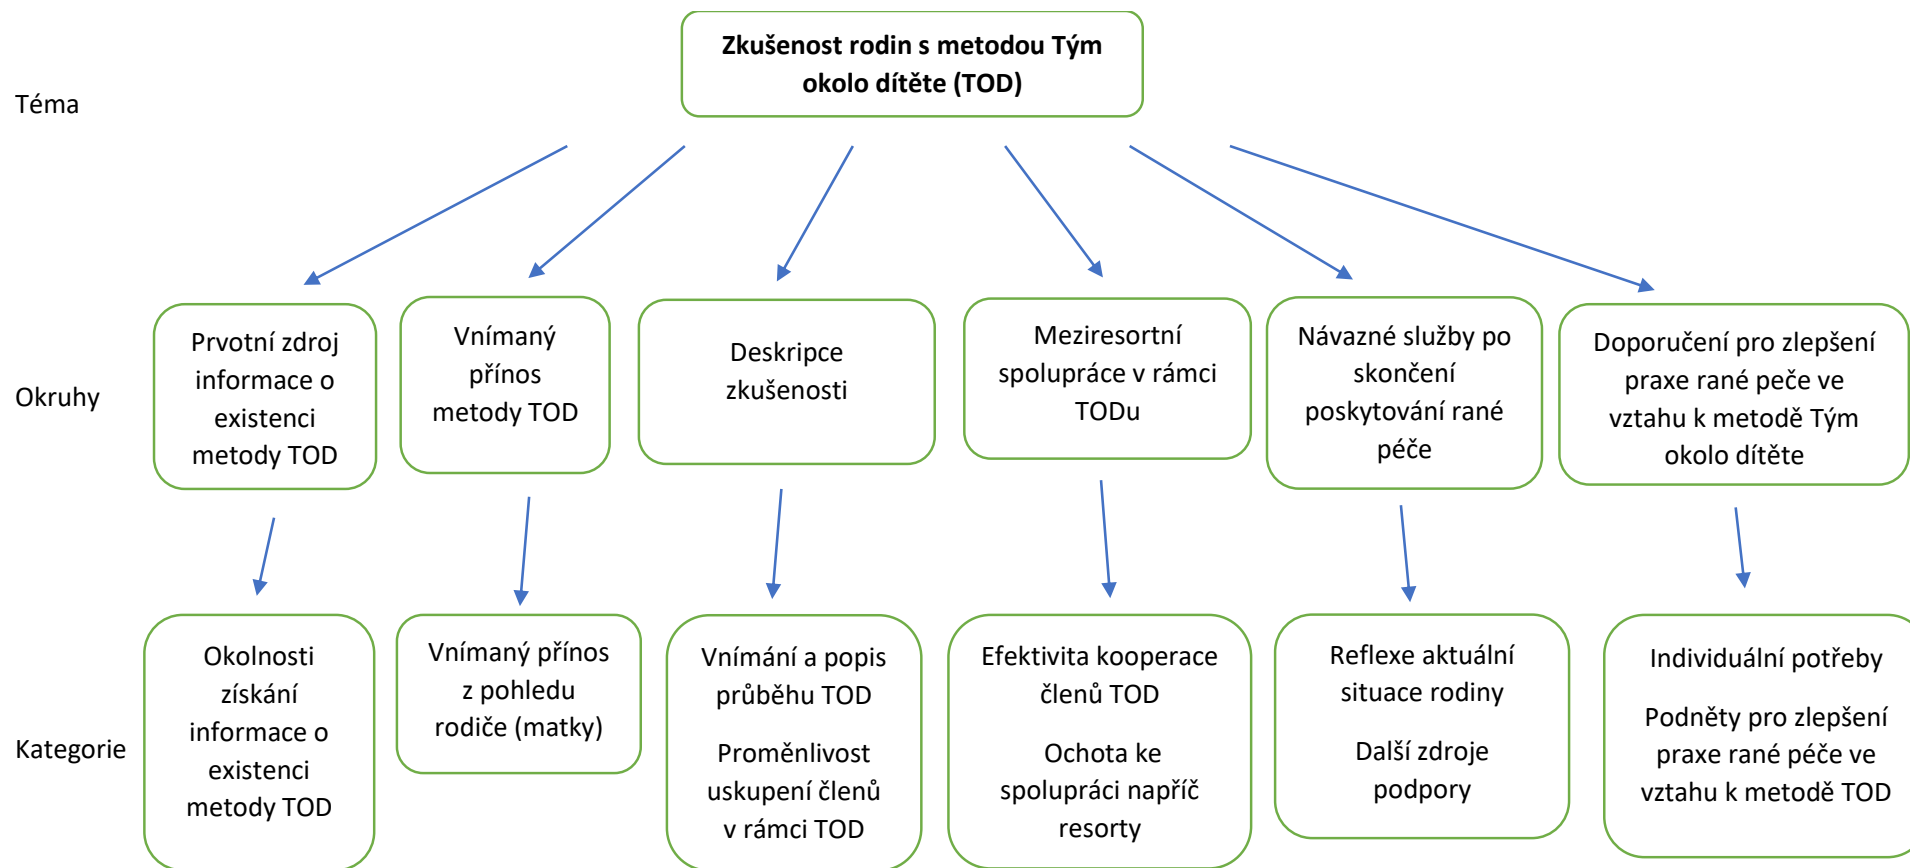 Zkušenost rodin s metodou Tým
okolo dítěte (TOD)
Téma
Okruhy
Prvotní zdroj
informace o
existenci
metody TOD
Vnímaný
přínos
metody TOD
Deskripce
zkušenosti
Meziresortní
spolupráce v rámci
TODu
Návazné služby po
skončení
poskytování rané
péče
Doporučení pro zlepšení
praxe rané peče ve
vztahu k metodě Tým
okolo dítěte
Kategorie
Okolnosti
získání
informace o
existenci
metody TOD
Vnímaný přínos
z pohledu
rodiče (matky)
Vnímání a popis
průběhu TOD
Proměnlivost
uskupení členů
v rámci TOD
Efektivita kooperace
členů TOD
Ochota ke
spolupráci napříč
resorty
Reflexe aktuální
situace rodiny
Další zdroje
podpory
Individuální potřeby
Podněty pro zlepšení
praxe rané péče ve
vztahu k metodě TOD